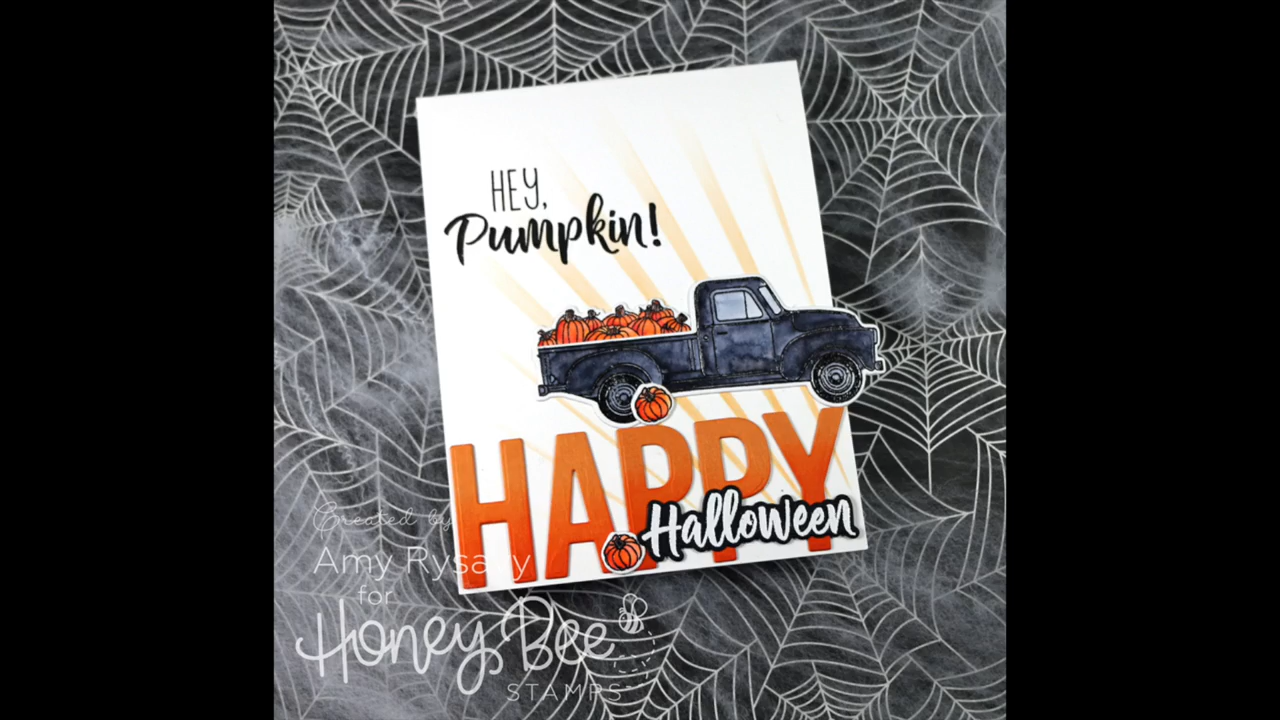 HEY,
Pumpkin!
HAPPY
Halloween
Created by
Amy Rysavy
for
Honey Bee
STAMPS